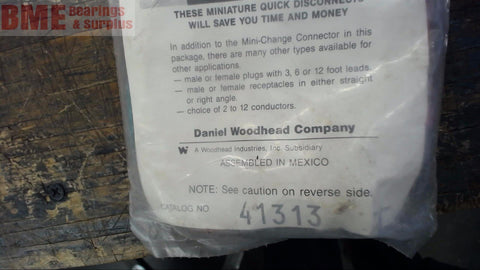 BME Bearings
& Surplus
THESE MINIATURE QUICK DISCONNECTS
WILL SAVE YOU TIME AND MONEY
In addition to the Mini-Change Connector in this
package, there are many other types available for
other applications.
— male or female plugs with 3, 6 or 12 foot leads.
— male or female receptacles in either straight
or right angle.
— choice of 2 to 12 conductors.
Daniel Woodhead Company
A Woodhead Industries, Inc. Subsidiary
ASSEMBLED IN MEXICO
NOTE: See caution on reverse side.
CATALOG NO 41313